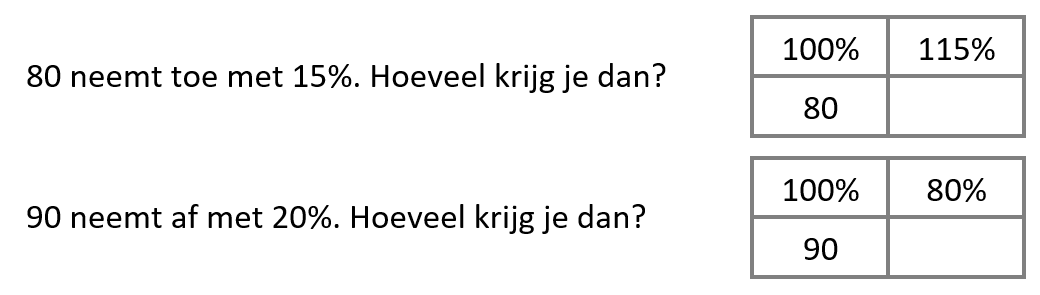 80 neemt toe met 15%. Hoeveel krijg je dan?
100% 115%
80
90 neemt af met 20%. Hoeveel krijg je dan?
100% 80%
90